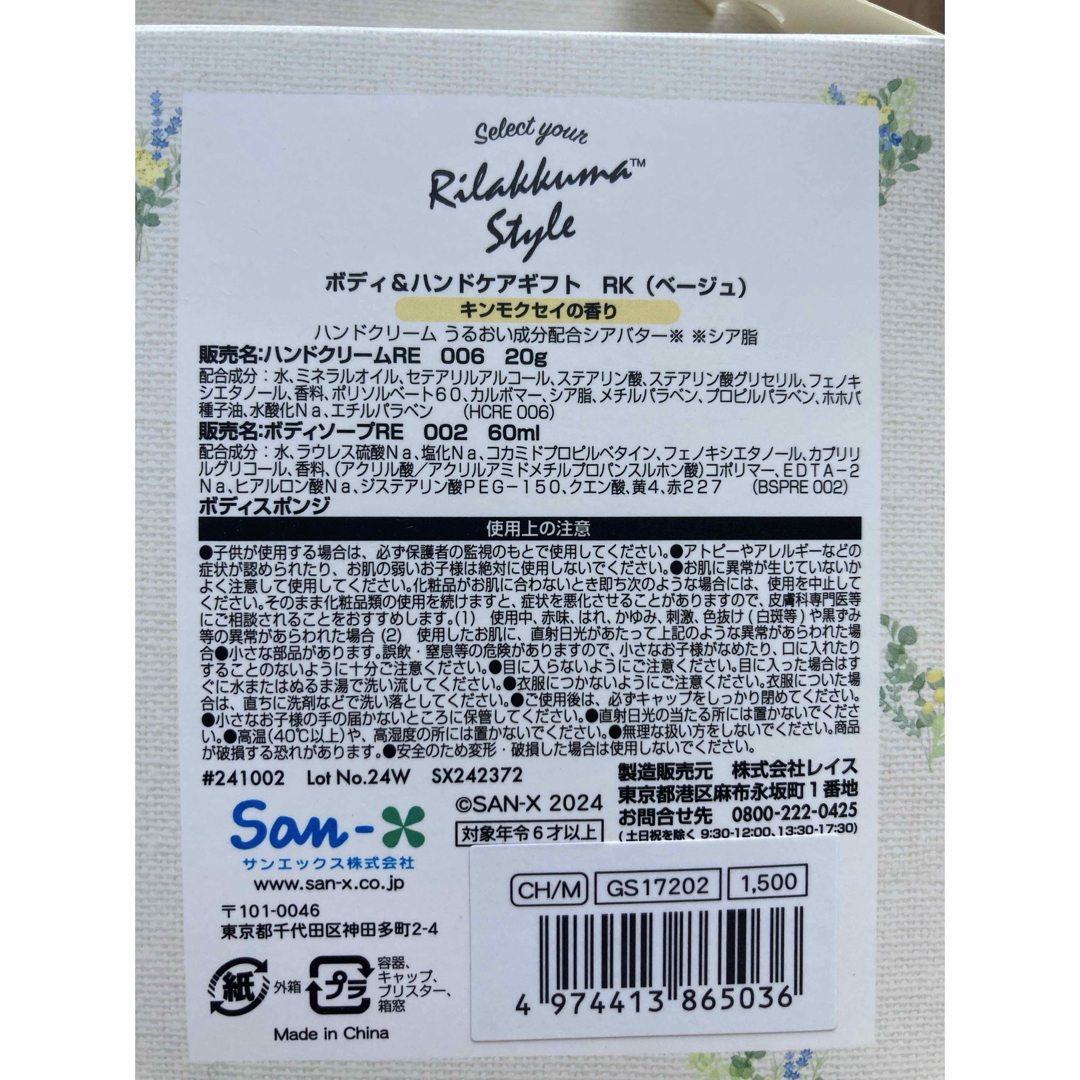 Select your
Rilakkuma™
Style
ボディ&ハンドケアギフト RK(ベージュ)
キンモクセイの香り
ハンドクリーム うるおい成分配合シアバター※ ※シア脂
販売名:ハンドクリームRE 006 20g
配合成分:水、ミネラルオイル、セテアリルアルコール、ステアリン酸、ステアリン酸グリセリル、フェノキ
シエタノール、香料、ポリソルベート60、カルボマー、シア脂、メチルパラベン、プロピルパラベン、ホホバ
種子油、水酸化Na、エチルパラベン (HCRE 006)
販売名:ボディソープRE 002 60ml
配合成分:水、ラウレス硫酸Na、塩化Na、コカミドプロピルベタイン、フェノキシエタノール、カプリリ
ルグリコール、香料、(アクリル酸/アクリルアミドメチルプロパンスルホン酸)コポリマー、EDTA-2
Na、ヒアルロン酸Na、ジステアリン酸PEG-150、クエン酸、黄4、赤227 (BSPRE 002)
ボディスポンジ
使用上の注意
●子供が使用する場合は、必ず保護者の監視のもとで使用してください。●アトピーやアレルギーなどの
症状が認められたり、お肌の弱いお子様は絶対に使用しないでください。●お肌に異常が生じていないか
よく注意して使用してください。化粧品がお肌に合わないとき即ち次のような場合には、使用を中止して
ください。そのまま化粧品類の使用を続けますと、症状を悪化させることがありますので、皮膚科専門医等
にご相談されることをおすすめします。(1) 使用中、赤味、はれ、かゆみ、刺激、色抜け(白斑等)や黒ずみ
等の異常があらわれた場合 (2) 使用したお肌に、直射日光があたって上記のような異常があらわれた場
合●小さな部品があります。誤飲・窒息等の危険がありますので、小さなお子様がなめたり、口に入れたり
することのないように十分ご注意ください。●目に入らないようにご注意ください。目に入った場合はす
ぐに水またはぬるま湯で洗い流してください。●衣服につかないようにご注意ください。衣服についた場
合は、直ちに洗剤などで洗い落としてください。●ご使用後は、必ずキャップをしっかり閉めてください。
●小さなお子様の手の届かないところに保管してください。●直射日光の当たる所には置かないでくださ
い。●高温(40℃以上)や、高湿度の所には置かないでください。●無理な扱い方をしないでください。商品
が破損する恐れがあります。●安全のため変形・破損した場合は使用しないでください。
#241002 Lot No.24W SX242372
製造販売元 株式会社レイス
東京都港区麻布永坂町1番地
お問合せ先 0800-222-0425
(土日祝を除く 9:30-12:00、13:30-17:30)
San-X
サンエックス株式会社
www.san-x.co.jp
©SAN-X 2024
対象年令6才以上
〒101-0046
東京都千代田区神田多町2-4
紙 外箱
プラ 容器、
キャップ、
ブリスター、
箱窓
Made in China
CH/M GS17202 1,500
4 974413 865036